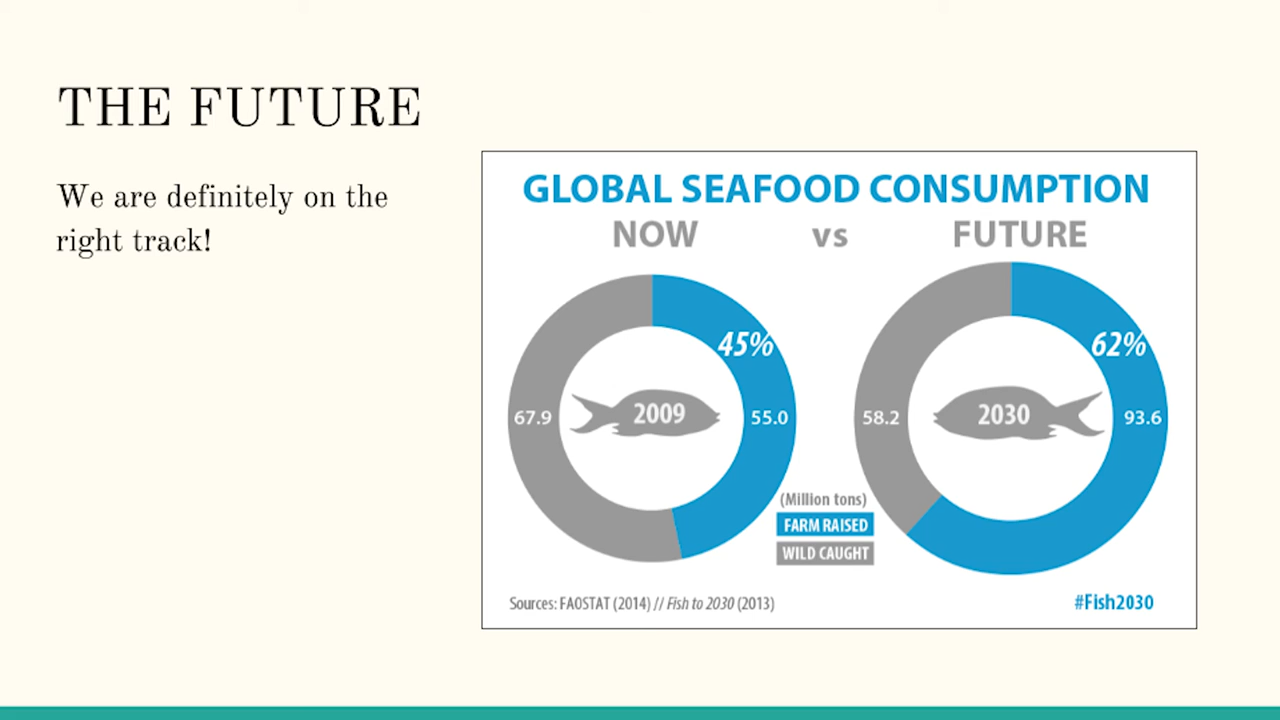 THE FUTURE
We are definitely on the
right track!
GLOBAL SEAFOOD CONSUMPTION
NOW vs FUTURE
45%
67.9 2009 55.0
62%
58.2 2030 93.6
(Million tons)
FARM RAISED
WILD CAUGHT
Sources: FAOSTAT (2014) // Fish to 2030 (2013)
#Fish2030